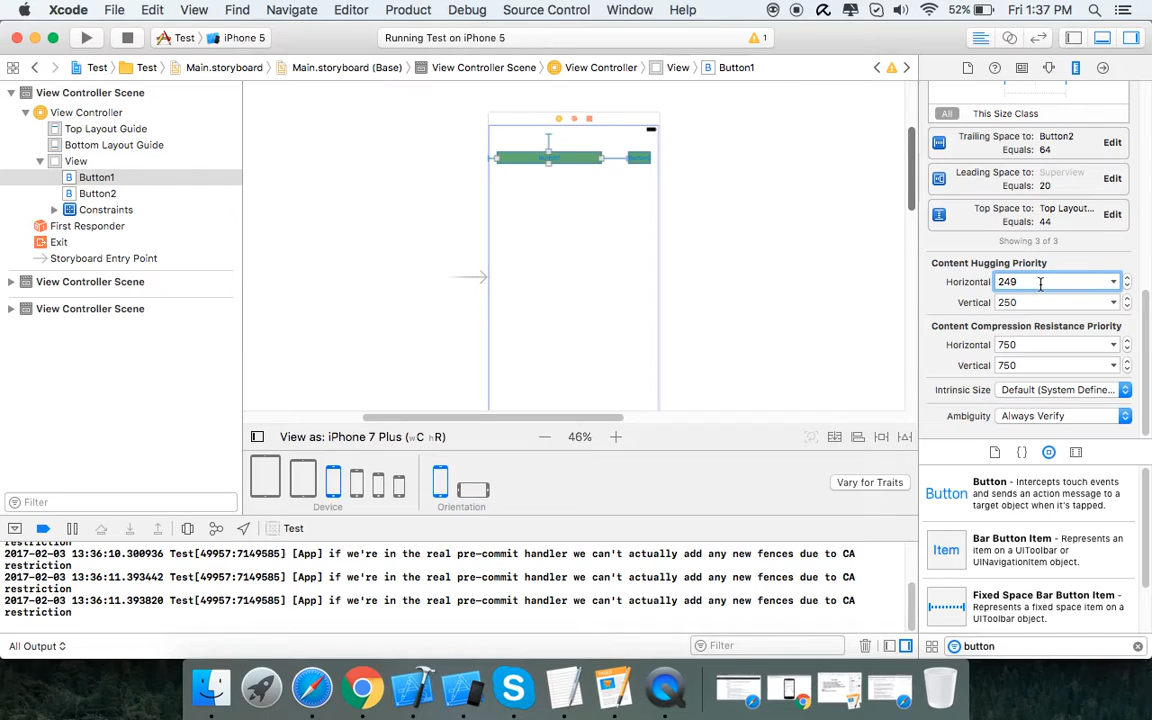 Xcode File Edit View Find Navigate Editor Product Debug Source Control Window Help 52% Fri 1:37 PM
Test iPhone 5 Running Test on iPhone 5 1
Test Test Main.storyboard Main.storyboard (Base) View Controller Scene View Controller View Button1
View Controller Scene
View Controller
Top Layout Guide
Bottom Layout Guide
View
Button1
Button2
Constraints
First Responder
Exit
Storyboard Entry Point
View Controller Scene
View Controller Scene
Filter
View as: iPhone 7 Plus (wC hR) 46%
Device
Orientation
Vary for Traits
All This Size Class
Trailing Space to: Button2
Equals: 64
Edit
Leading Space to: Superview
Equals: 20
Edit
Top Space to: Top Layout...
Equals: 44
Edit
Showing 3 of 3
Content Hugging Priority
Horizontal 249
Vertical 250
Content Compression Resistance Priority
Horizontal 750
Vertical 750
Intrinsic Size Default (System Define...
Ambiguity Always Verify
Button Button - Intercepts touch events
and sends an action message to a
target object when it's tapped.
Item Bar Button Item - Represents an
item on a UIToolbar or
UINavigationItem object.
Fixed Space Bar Button Item -
Represents a fixed space item on a
UIToolbar object.
button
Test
restriction
2017-02-03 13:36:10.300936 Test[49957:7149585] [App] if we're in the real pre-commit handler we can't actually add any new fences due to CA
restriction
2017-02-03 13:36:11.393442 Test[49957:7149585] [App] if we're in the real pre-commit handler we can't actually add any new fences due to CA
restriction
2017-02-03 13:36:11.393820 Test[49957:7149585] [App] if we're in the real pre-commit handler we can't actually add any new fences due to CA
restriction
All Output
Filter